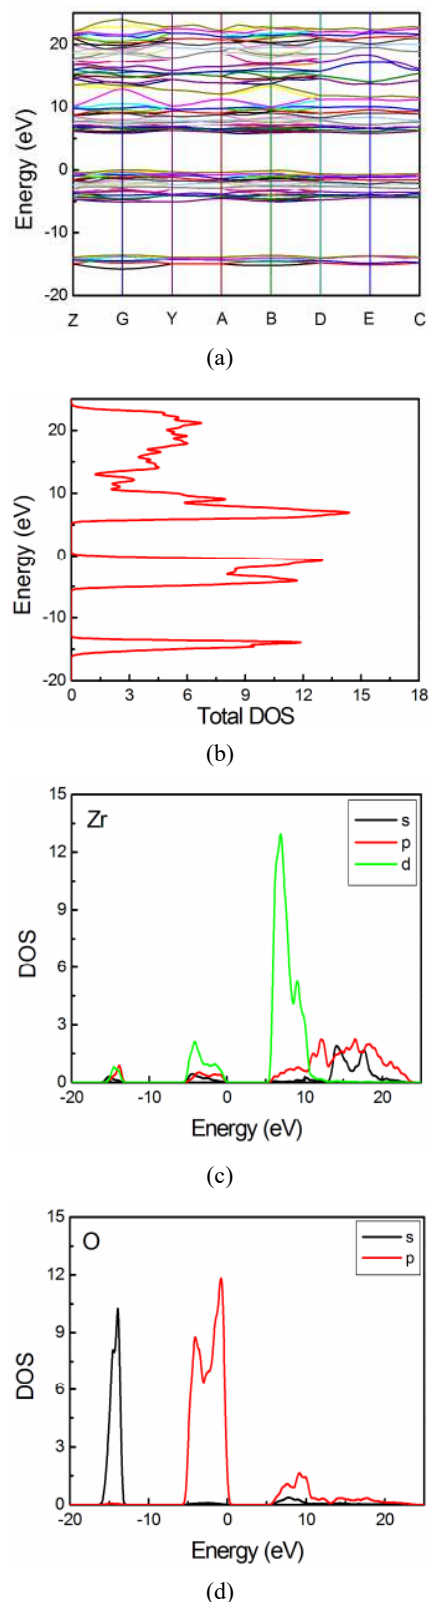 20
10
0
-10
-20
Energy (eV)
Z G Y A B D E C
(a)
20
10
0
-10
-20
Energy (eV)
0 3 6 9 12 15 18
Total DOS
(b)
15
12
9
6
3
0
DOS
Zr
s
p
d
-20 -10 0 10 20
Energy (eV)
(c)
15
12
9
6
3
0
DOS
O
s
p
-20 -10 0 10 20
Energy (eV)
(d)